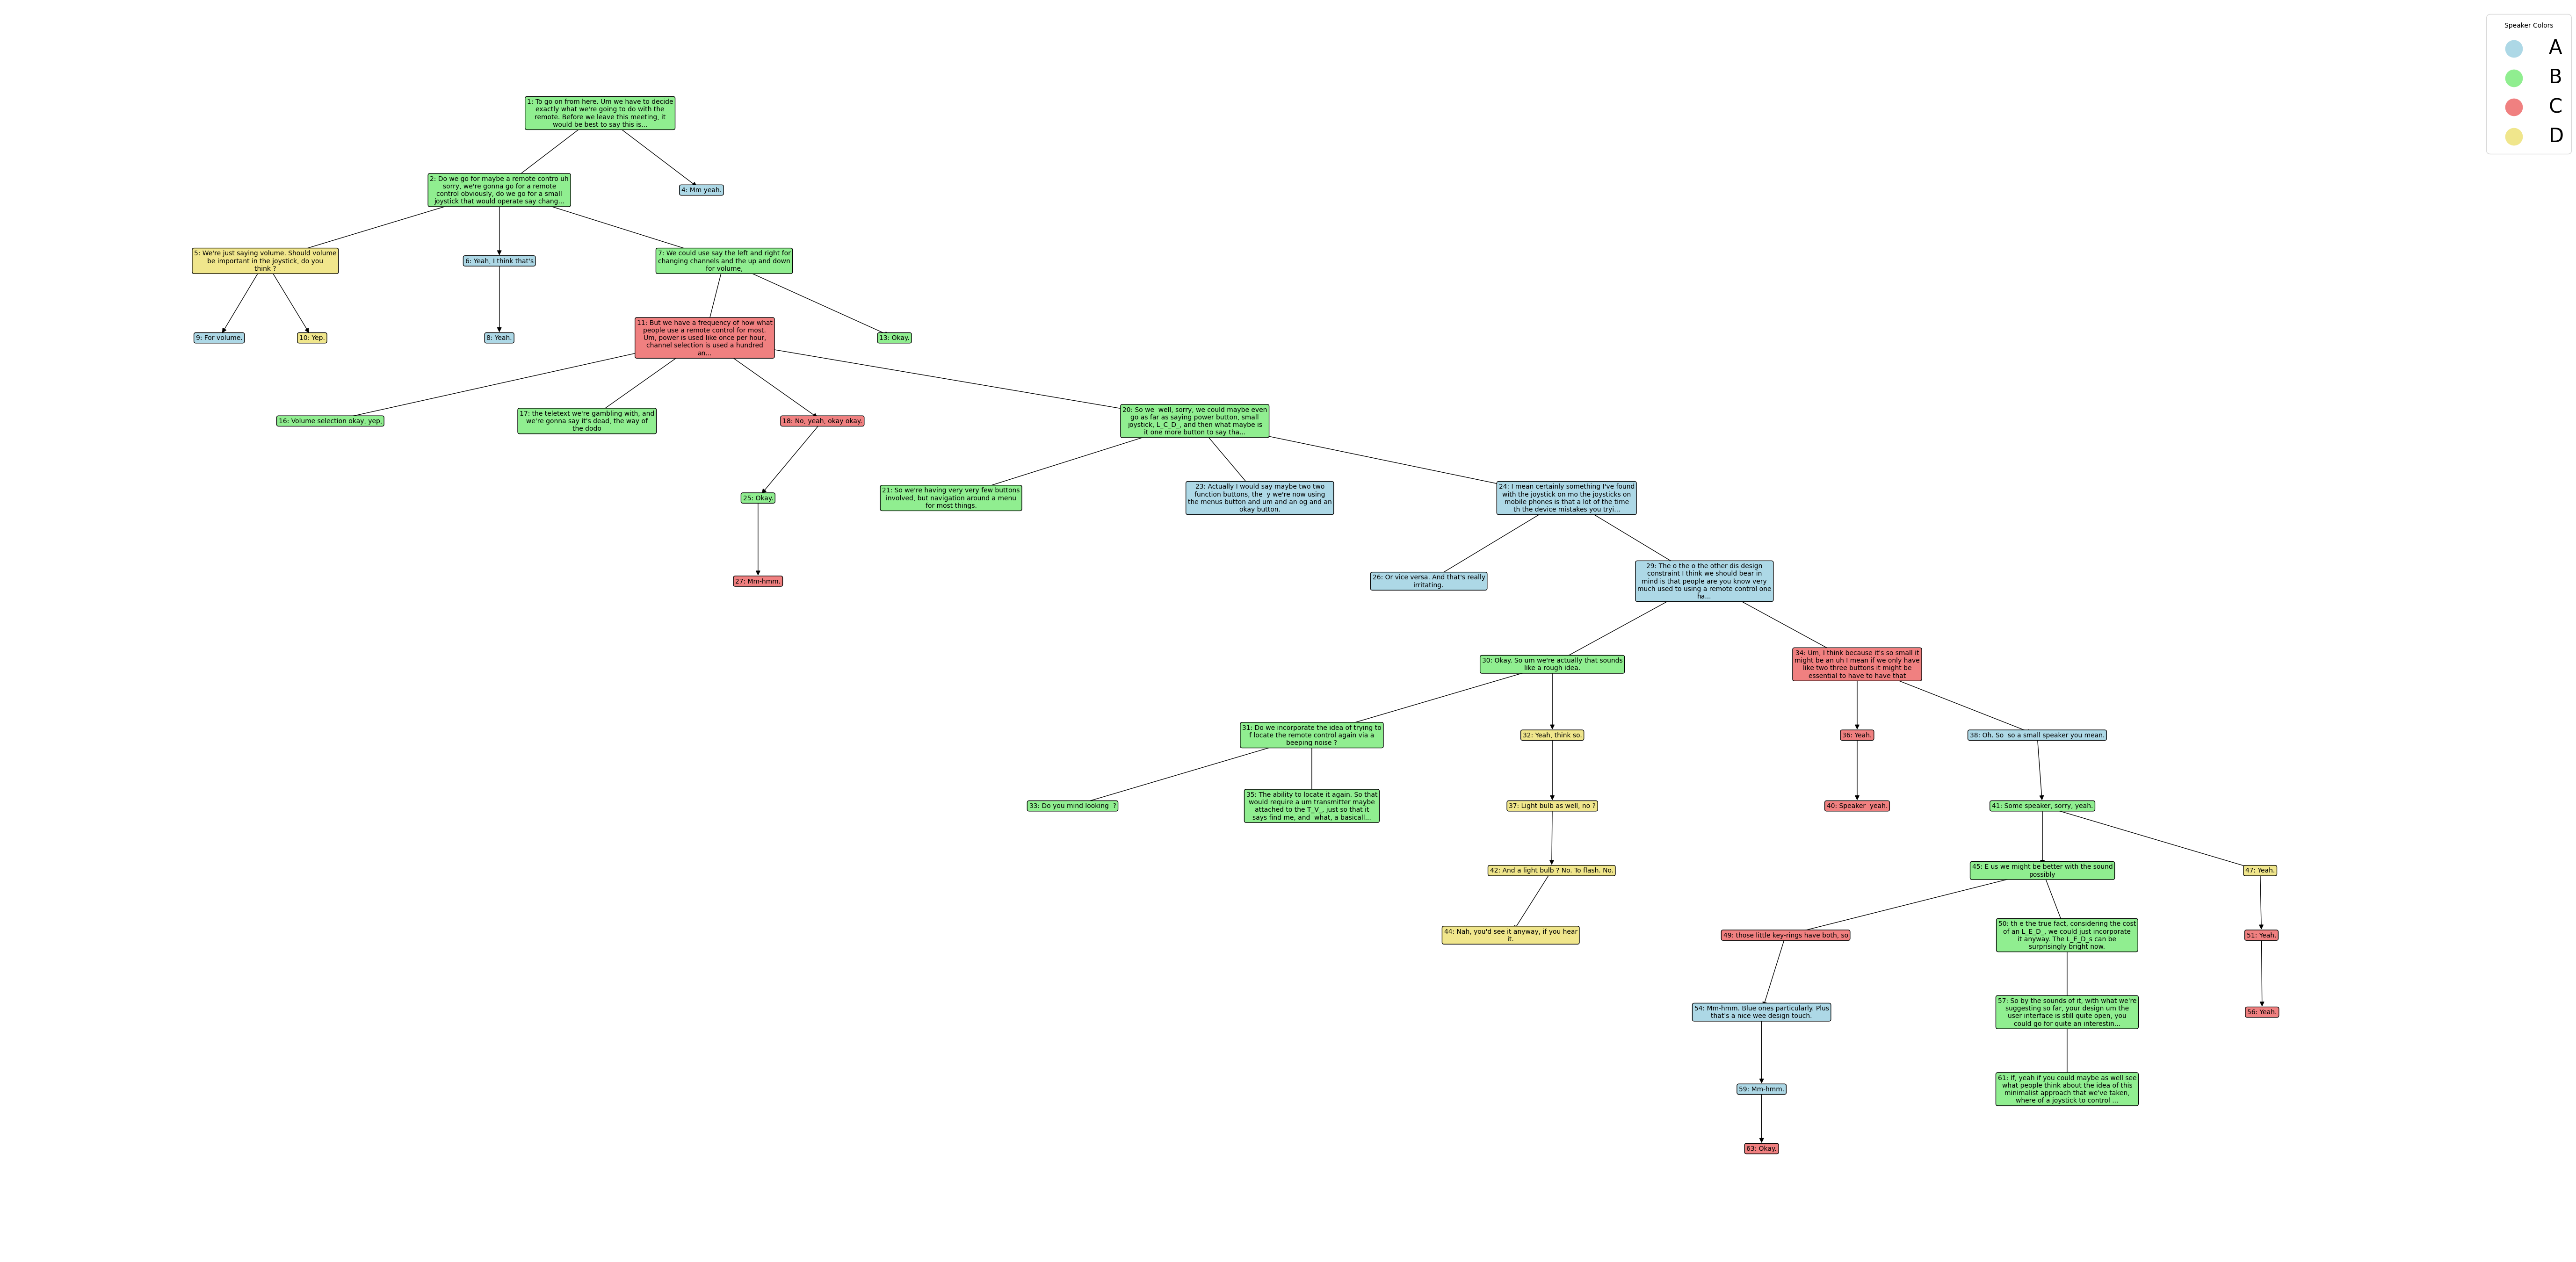 Speaker Colors
A
B
C
D
1: To go on from here. Um we have to decide
exactly what we're going to do with the
remote. Before we leave this meeting, it
would be best to say this is...
2: Do we go for maybe a remote contro uh
sorry, we're gonna go for a remote
control obviously, do we go for a small
joystick that would operate say chang...
4: Mm yeah.
5: We're just saying volume. Should volume
be important in the joystick, do you
think ?
6: Yeah, I think that's
7: We could use say the left and right for
changing channels and the up and down
for volume,
9: For volume.
10: Yep.
8: Yeah.
11: But we have a frequency of how what
people use a remote control for most.
Um, power is used like once per hour,
channel selection is used a hundred
an...
13: Okay.
16: Volume selection okay, yep,
17: the teletext we're gambling with, and
we're gonna say it's dead, the way of
the dodo
18: No, yeah, okay okay.
20: So we  well, sorry, we could maybe even
go as far as saying power button, small
joystick, L_C_D_, and then what maybe is
it one more button to say tha...
25: Okay.
21: So we're having very very few buttons
involved, but navigation around a menu
for most things.
23: Actually I would say maybe two two
function buttons, the  y we're now using
the menus button and um and an og and an
okay button.
24: I mean certainly something I've found
with the joystick on mo the joysticks on
mobile phones is that a lot of the time
th the device mistakes you tryi...
27: Mm-hmm.
26: Or vice versa. And that's really
irritating.
29: The o the o the other dis design
constraint I think we should bear in
mind is that people are you know very
much used to using a remote control one
ha...
30: Okay. So um we're actually that sounds
like a rough idea.
34: Um, I think because it's so small it
might be an uh I mean if we only have
like two three buttons it might be
essential to have to have that
31: Do we incorporate the idea of trying to
f locate the remote control again via a
beeping noise ?
32: Yeah, think so.
36: Yeah.
38: Oh. So  so a small speaker you mean.
33: Do you mind looking  ?
35: The ability to locate it again. So that
would require a um transmitter maybe
attached to the T_V_, just so that it
says find me, and  what, a basicall...
37: Light bulb as well, no ?
40: Speaker  yeah.
41: Some speaker, sorry, yeah.
42: And a light bulb ? No. To flash. No.
45: E us we might be better with the sound
possibly
47: Yeah.
44: Nah, you'd see it anyway, if you hear
it.
49: those little key-rings have both, so
50: th e the true fact, considering the cost
of an L_E_D_, we could just incorporate
it anyway. The L_E_D_s can be
surprisingly bright now.
51: Yeah.
54: Mm-hmm. Blue ones particularly. Plus
that's a nice wee design touch.
57: So by the sounds of it, with what we're
suggesting so far, your design um the
user interface is still quite open, you
could go for quite an interestin...
56: Yeah.
59: Mm-hmm.
61: If, yeah if you could maybe as well see
what people think about the idea of this
minimalist approach that we've taken,
where of a joystick to control ...
63: Okay.